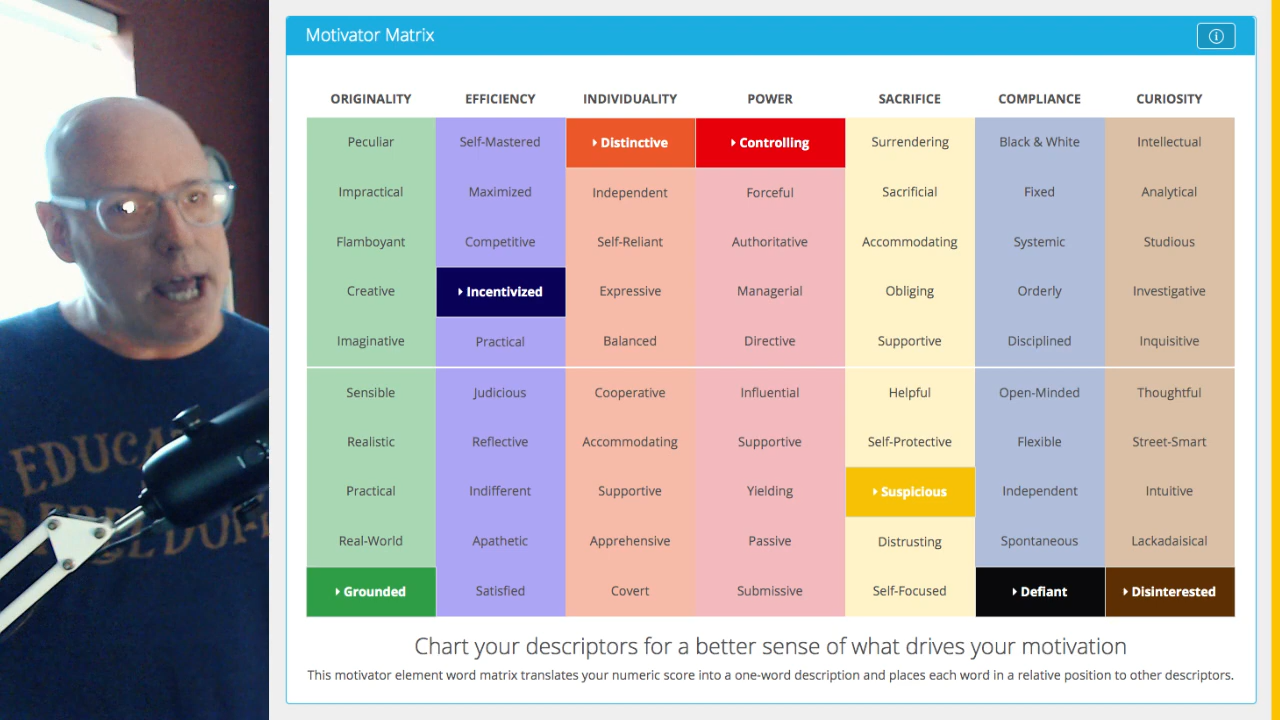 Motivator Matrix
ORIGINALITY EFFICIENCY INDIVIDUALITY POWER SACRIFICE COMPLIANCE CURIOSITY
Peculiar Self-Mastered Distinctive Controlling Surrendering Black & White Intellectual
Impractical Maximized Independent Forceful Sacrificial Fixed Analytical
Flamboyant Competitive Self-Reliant Authoritative Accommodating Systemic Studious
Creative Incentivized Expressive Managerial Obliging Orderly Investigative
Imaginative Practical Balanced Directive Supportive Disciplined Inquisitive
Sensible Judicious Cooperative Influential Helpful Open-Minded Thoughtful
Realistic Reflective Accommodating Supportive Self-Protective Flexible Street-Smart
Practical Indifferent Supportive Yielding Suspicious Independent Intuitive
Real-World Apathetic Apprehensive Passive Distrusting Spontaneous Lackadaisical
Grounded Satisfied Covert Submissive Self-Focused Defiant Disinterested
Chart your descriptors for a better sense of what drives your motivation
This motivator element word matrix translates your numeric score into a one-word description and places each word in a relative position to other descriptors.